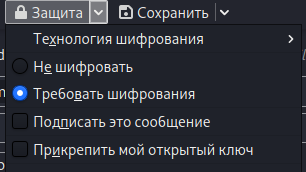 Защита Сохранить
Технология шифрования
Не шифровать
Требовать шифрования
Подписать это сообщение
Прикрепить мой открытый ключ